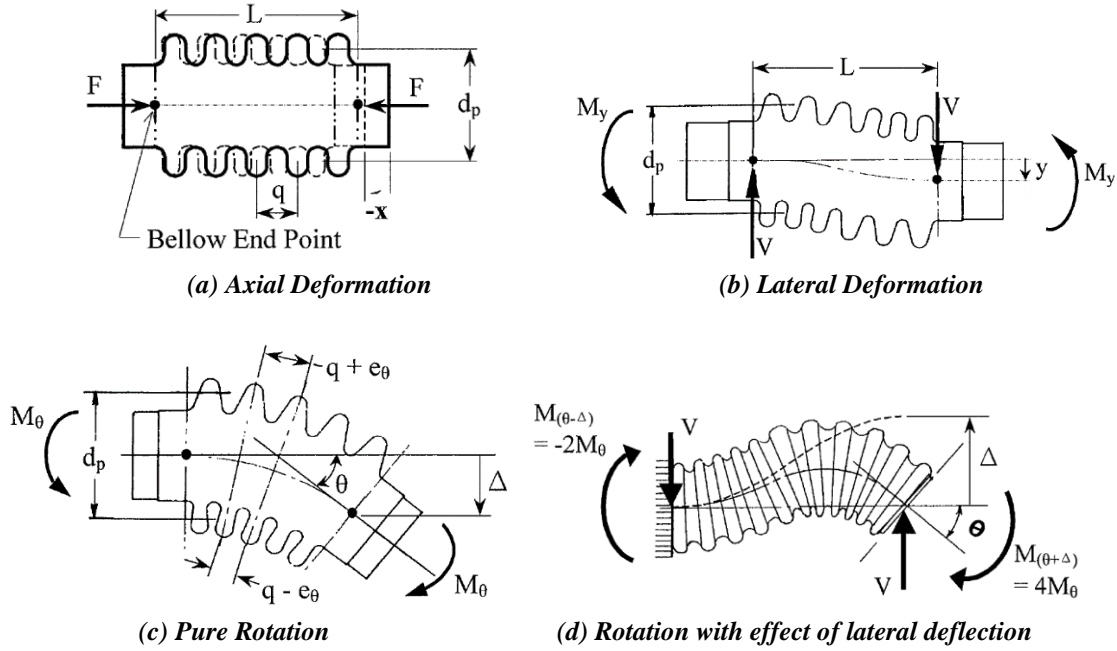 L
F
F
d_p
q
-x
Bellow End Point
(a) Axial Deformation
L
V
M_y
d_p
y
M_y
V
(b) Lateral Deformation
q + e_θ
M_θ
d_p
θ
Δ
q - e_θ
M_θ
(c) Pure Rotation
M_(θ-Δ)
= -2M_θ
V
Δ
θ
M_(θ+Δ)
= 4M_θ
V
(d) Rotation with effect of lateral deflection